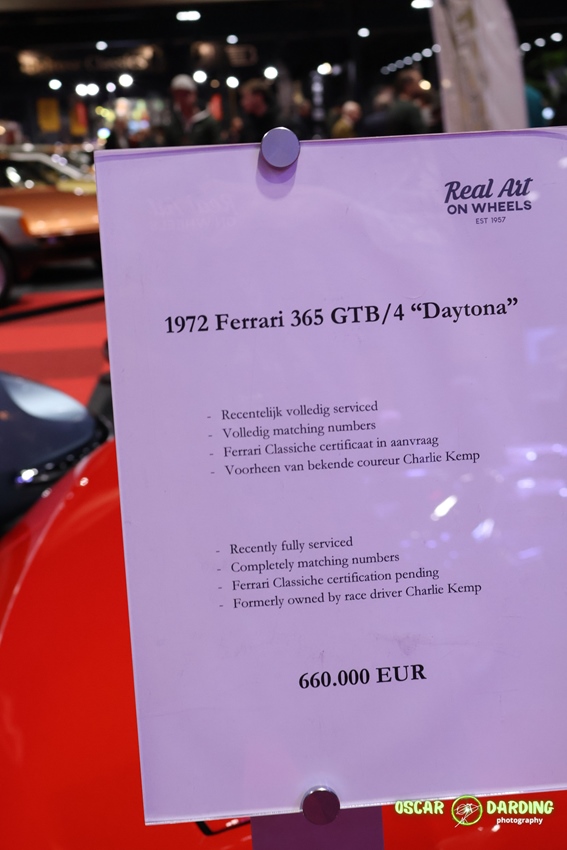 Real Art
ON WHEELS
EST 1957
1972 Ferrari 365 GTB/4 “Daytona”
- Recentelijk volledig serviced
- Volledig matching numbers
- Ferrari Classiche certificaat in aanvraag
- Voorheen van bekende coureur Charlie Kemp
- Recently fully serviced
- Completely matching numbers
- Ferrari Classiche certification pending
- Formerly owned by race driver Charlie Kemp
660.000 EUR
OSCAR DARDING
photography